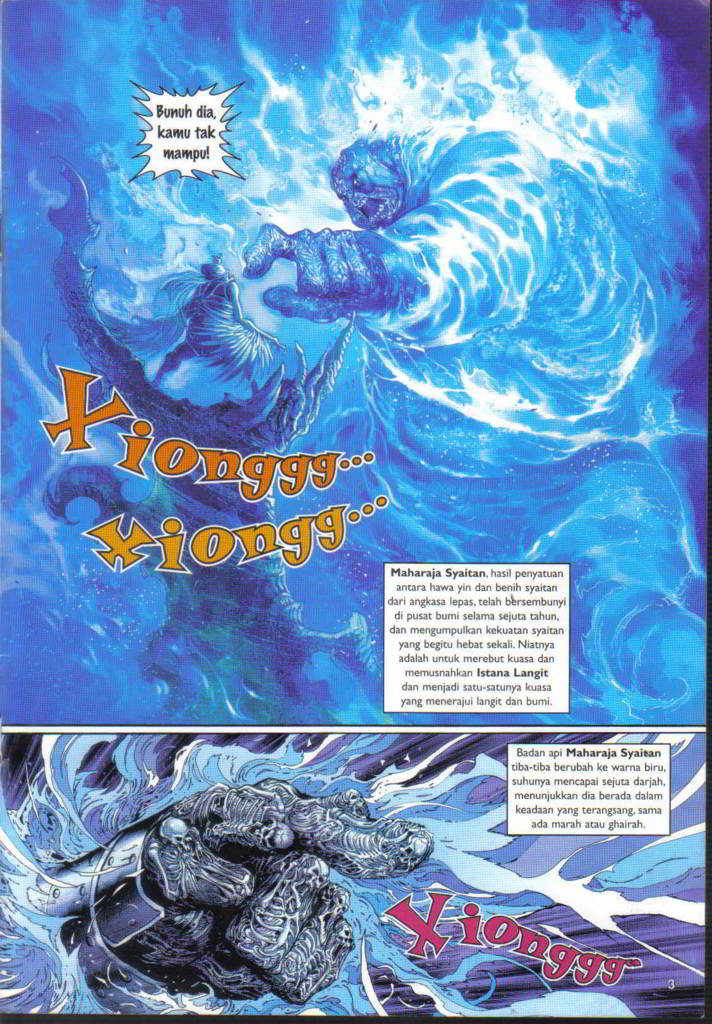 Bunuh dia,
kamu tak
mampu!
Xionggg...
xiongg...
Maharaja Syaitan, hasil penyatuan
antara hawa yin dan benih syaitan
dari angkasa lepas, telah bersembunyi
di pusat bumi selama sejuta tahun,
dan mengumpulkan kekuatan syaitan
yang begitu hebat sekali. Niatnya
adalah untuk merebut kuasa dan
memusnahkan Istana Langit
dan menjadi satu-satunya kuasa
yang menerajui langit dan bumi.
Badan api Maharaja Syaitan
tiba-tiba berubah ke warna biru,
suhunya mencapai sejuta darjah,
menunjukkan dia berada dalam
keadaan yang terangsang, sama
ada marah atau ghairah.
Xionggg..
3